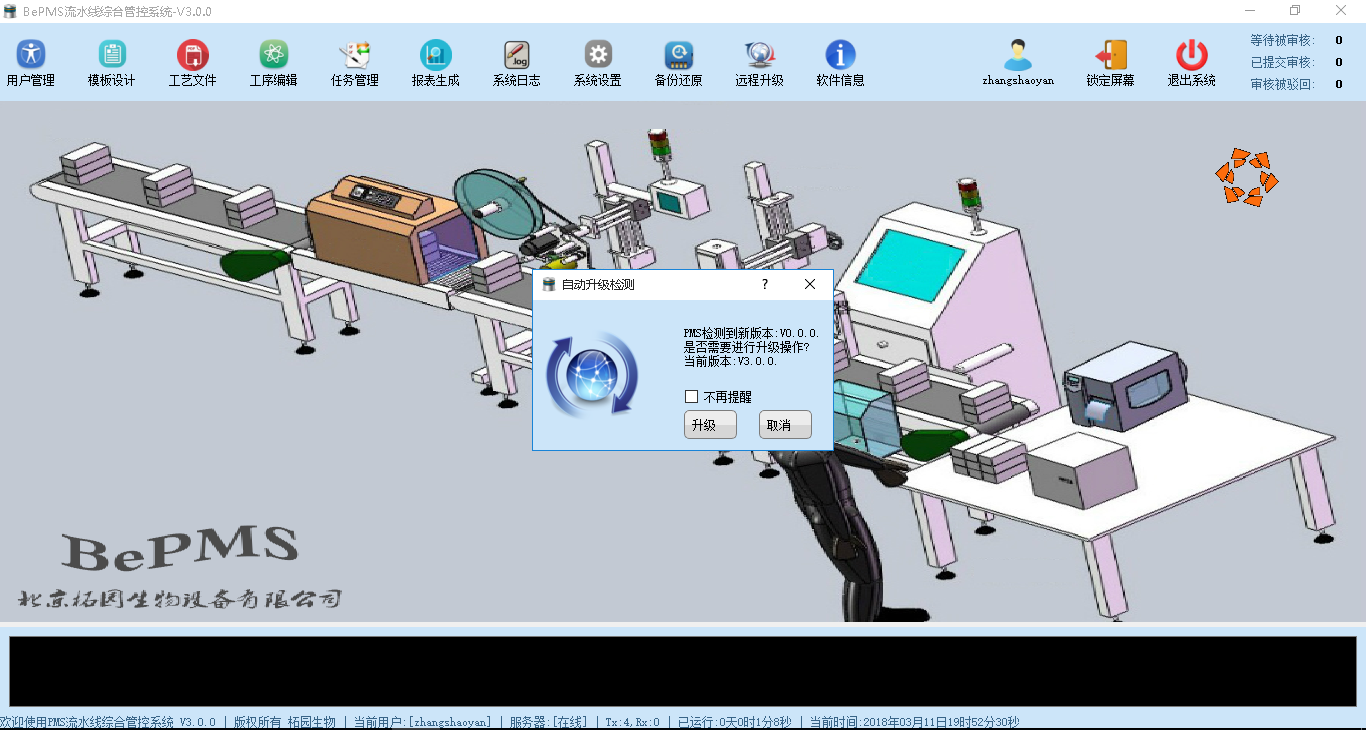 BePMS流水线综合管控系统-V3.0.0
用户管理
模板设计
工艺文件
工序编辑
任务管理
报表生成
.log
系统日志
系统设置
备份还原
远程升级
软件信息
zhangshaoyan
锁定屏幕
退出系统
等待被审核: 0
已提交审核: 0
审核被驳回: 0
自动升级检测
?
PMS检测到新版本:V0.0.0.
是否需要进行升级操作?
当前版本:V3.0.0.
不再提醒
升级
取消
BePMS
北京柘园生物设备有限公司
欢迎使用PMS流水线综合管控系统 V3.0.0 | 版权所有 柘园生物 | 当前用户:[zhangshaoyan] | 服务器:[在线] | Tx:4,Rx:0 | 已运行:0天0时1分8秒 | 当前时间:2018年03月11日19时52分30秒